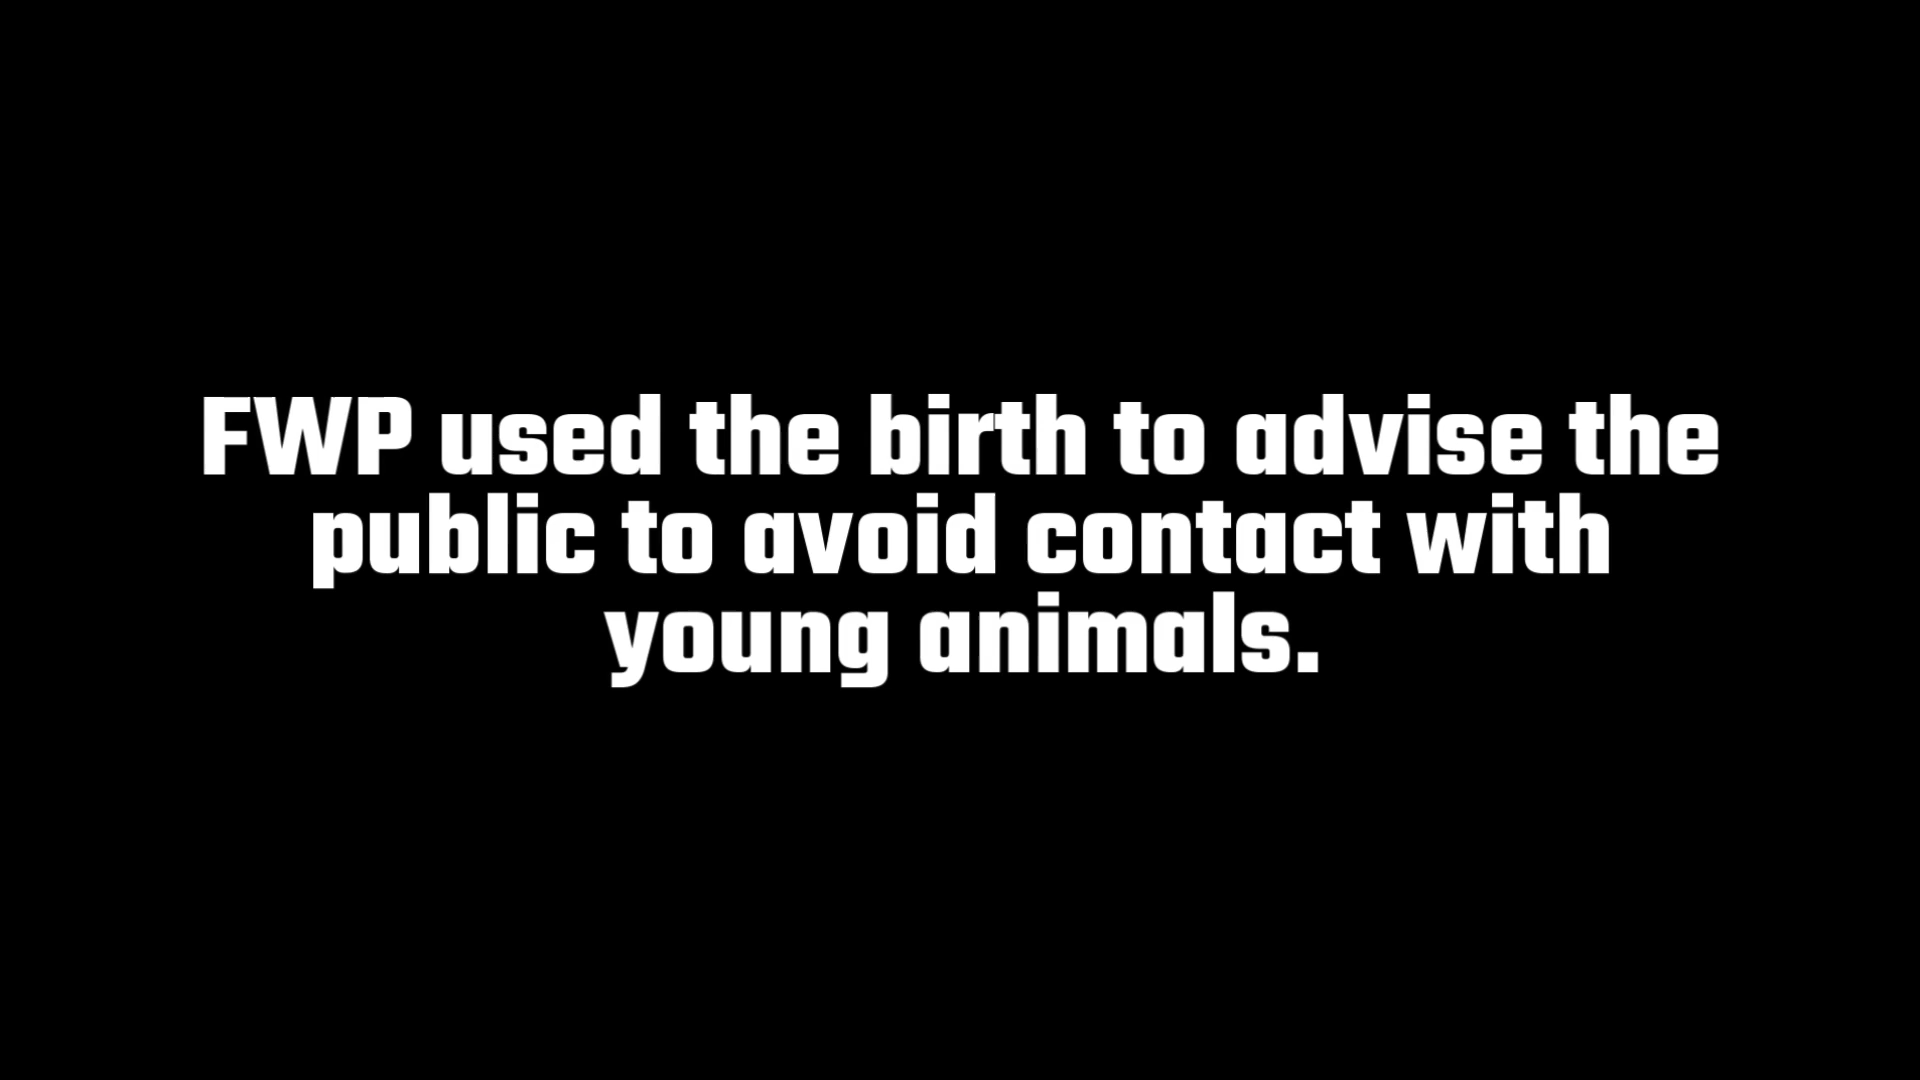 FWP used the birth to advise the
public to avoid contact with
young animals.